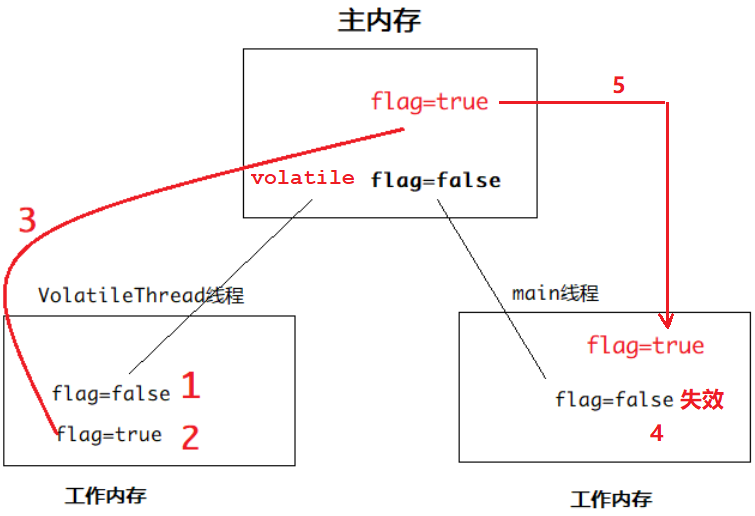 主内存
flag=true
5
volatile flag=false
3
VolatileThread线程
main线程
flag=true
flag=false 1
flag=false 失效
flag=true 2
4
工作内存
工作内存